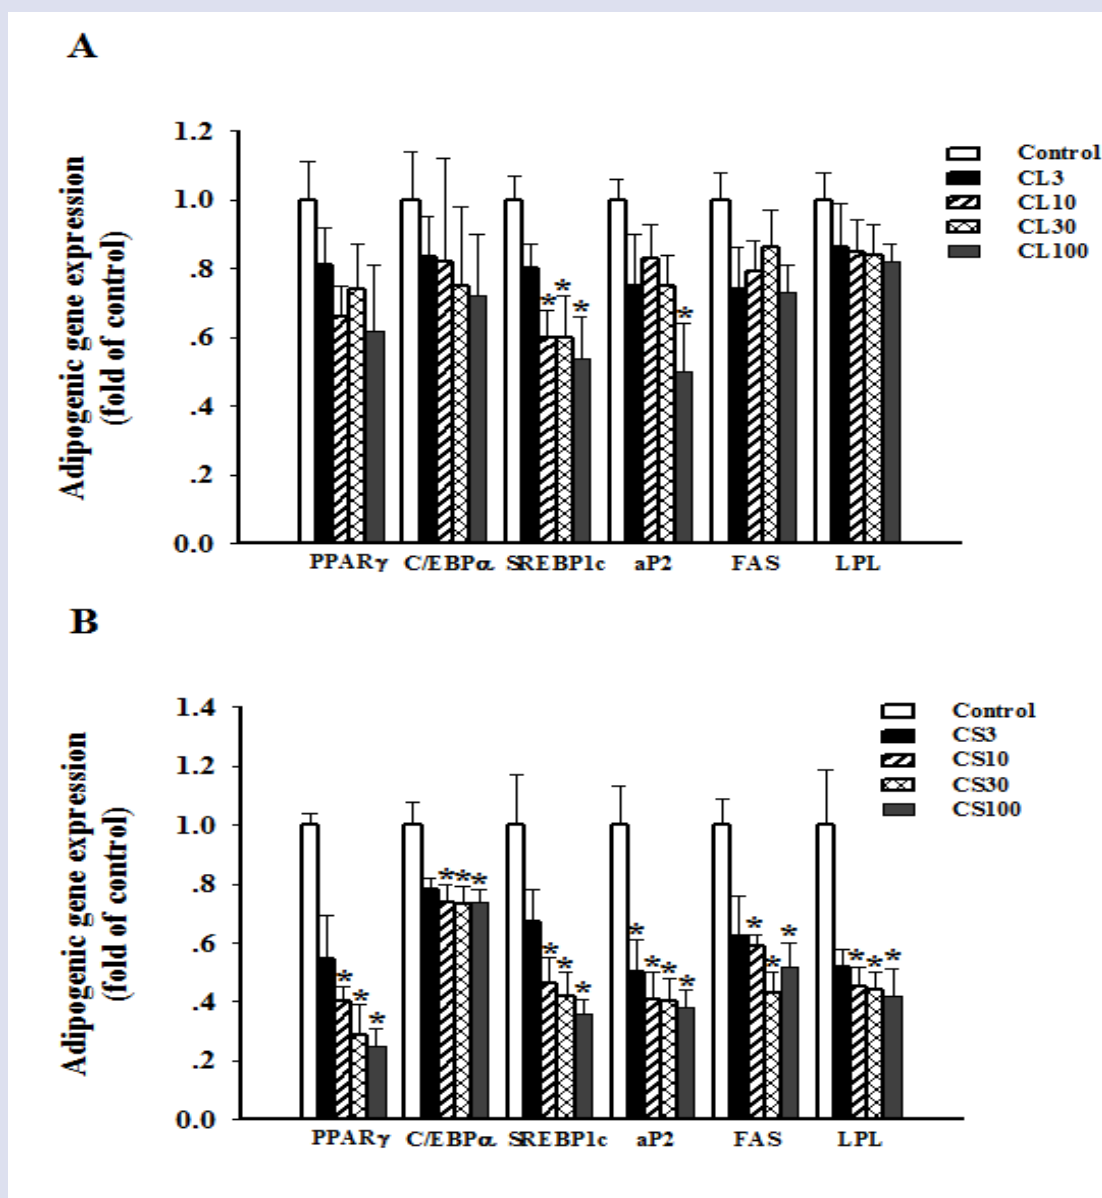 A
Adipogenic gene expression
(fold of control)
1.2
1.0
.8
.6
.4
.2
0.0
Control
CL3
CL10
CL30
CL100
* * *
*
PPARγ C/EBPα SREBP1c aP2 FAS LPL
B
Adipogenic gene expression
(fold of control)
1.4
1.2
1.0
.8
.6
.4
.2
0.0
Control
CS3
CS10
CS30
CS100
* * *
* * *
* * *
* * * *
* * *
* * *
PPARγ C/EBPα SREBP1c aP2 FAS LPL